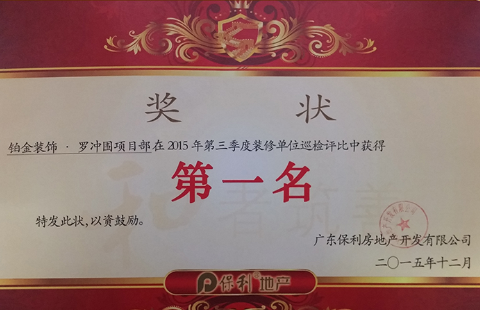 奖 状
铂金装饰·罗冲围项目部在2015年第三季度装修单位巡检评比中获得
第一名
特发此状,以资鼓励。
广东保利房地产开发有限公司
二〇一五年十二月
保利地产